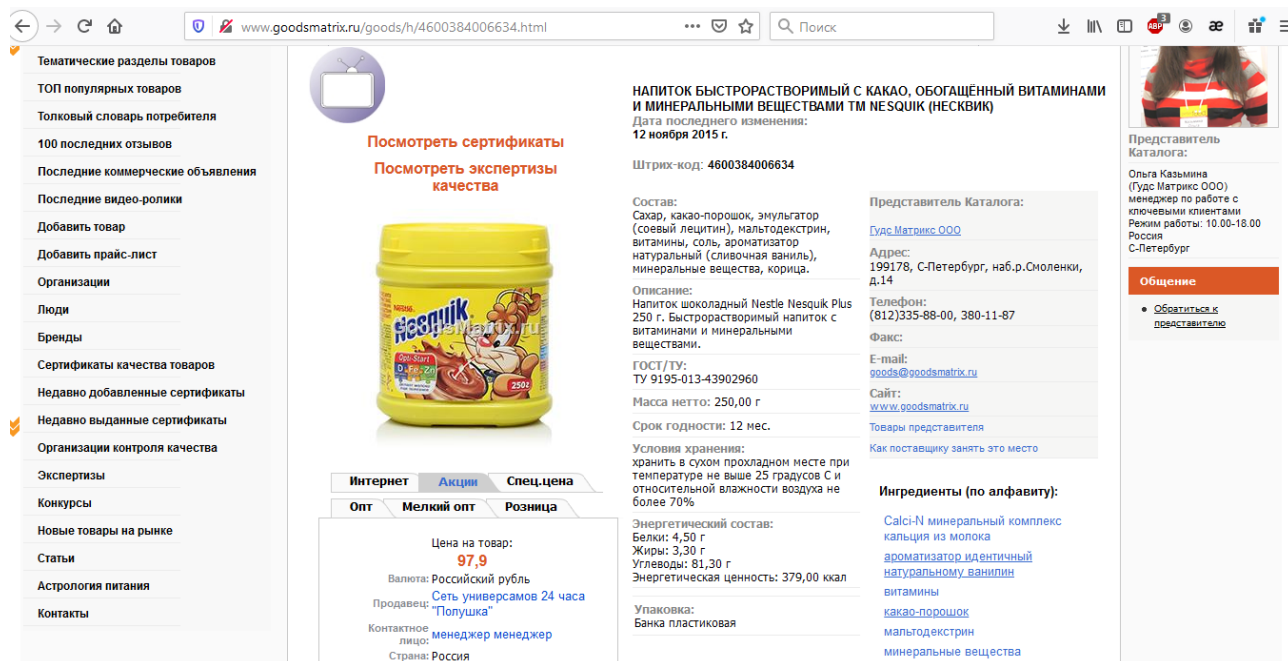 www.goodsmatrix.ru/goods/h/4600384006634.html
Поиск
ABP
3
æ
Тематические разделы товаров
ТОП популярных товаров
Толковый словарь потребителя
100 последних отзывов
Последние коммерческие объявления
Последние видео-ролики
Добавить товар
Добавить прайс-лист
Организации
Люди
Бренды
Сертификаты качества товаров
Недавно добавленные сертификаты
Недавно выданные сертификаты
Организации контроля качества
Экспертизы
Конкурсы
Новые товары на рынке
Статьи
Астрология питания
Контакты
Посмотреть сертификаты
Посмотреть экспертизы
качества
Nestlé
Nesquik
GoodsMatrix.ru
Opti-Start
D Fe Zn
250г
Интернет
Акции
Спец.цена
Опт
Мелкий опт
Розница
Цена на товар:
97,9
Валюта: Российский рубль
Продавец: Сеть универсамов 24 часа
"Полушка"
Контактное
лицо: менеджер менеджер
Страна: Россия
НАПИТОК БЫСТРОРАСТВОРИМЫЙ С КАКАО, ОБОГАЩЁННЫЙ ВИТАМИНАМИ
И МИНЕРАЛЬНЫМИ ВЕЩЕСТВАМИ ТМ NESQUIK (НЕСКВИК)
Дата последнего изменения:
12 ноября 2015 г.
Штрих-код: 4600384006634
Состав:
Сахар, какао-порошок, эмульгатор
(соевый лецитин), мальтодекстрин,
витамины, соль, ароматизатор
натуральный (сливочная ваниль),
минеральные вещества, корица.
Описание:
Напиток шоколадный Nestle Nesquik Plus
250 г. Быстрорастворимый напиток с
витаминами и минеральными
веществами.
ГОСТ/ТУ:
ТУ 9195-013-43902960
Масса нетто: 250,00 г
Срок годности: 12 мес.
Условия хранения:
хранить в сухом прохладном месте при
температуре не выше 25 градусов С и
относительной влажности воздуха не
более 70%
Энергетический состав:
Белки: 4,50 г
Жиры: 3,30 г
Углеводы: 81,30 г
Энергетическая ценность: 379,00 ккал
Упаковка:
Банка пластиковая
Представитель Каталога:
Гудс Матрикс ООО
Адрес:
199178, С-Петербург, наб.р.Смоленки,
д.14
Телефон:
(812)335-88-00, 380-11-87
Факс:
E-mail:
goods@goodsmatrix.ru
Сайт:
www.goodsmatrix.ru
Товары представителя
Как поставщику занять это место
Ингредиенты (по алфавиту):
Calci-N минеральный комплекс
кальция из молока
ароматизатор идентичный
натуральному ванилин
витамины
какао-порошок
мальтодекстрин
минеральные вещества
Представитель
Каталога:
Ольга Казьмина
(Гудс Матрикс ООО)
менеджер по работе с
ключевыми клиентами
Режим работы: 10.00-18.00
Россия
С-Петербург
Общение
Обратиться к
представителю